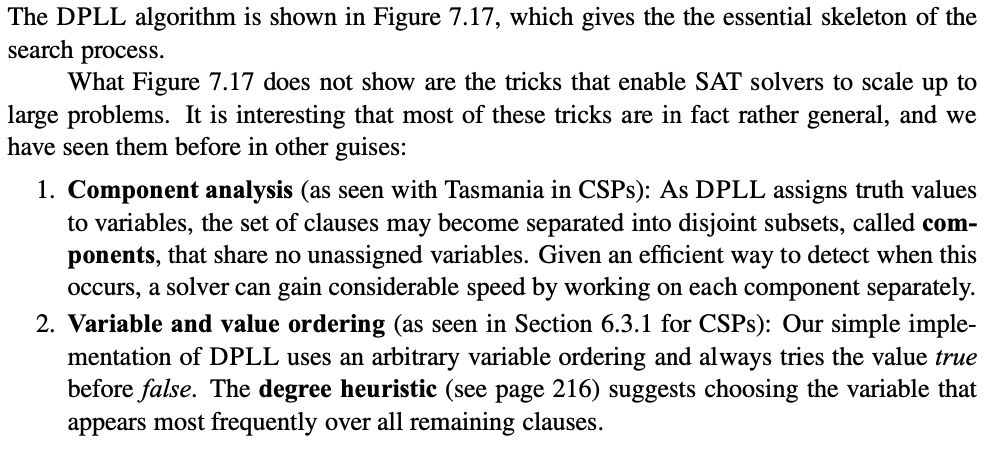 The DPLL algorithm is shown in Figure 7.17, which gives the the essential skeleton of the
search process.
What Figure 7.17 does not show are the tricks that enable SAT solvers to scale up to
large problems. It is interesting that most of these tricks are in fact rather general, and we
have seen them before in other guises:
1. Component analysis (as seen with Tasmania in CSPs): As DPLL assigns truth values
to variables, the set of clauses may become separated into disjoint subsets, called com-
ponents, that share no unassigned variables. Given an efficient way to detect when this
occurs, a solver can gain considerable speed by working on each component separately.
2. Variable and value ordering (as seen in Section 6.3.1 for CSPs): Our simple imple-
mentation of DPLL uses an arbitrary variable ordering and always tries the value true
before false. The degree heuristic (see page 216) suggests choosing the variable that
appears most frequently over all remaining clauses.